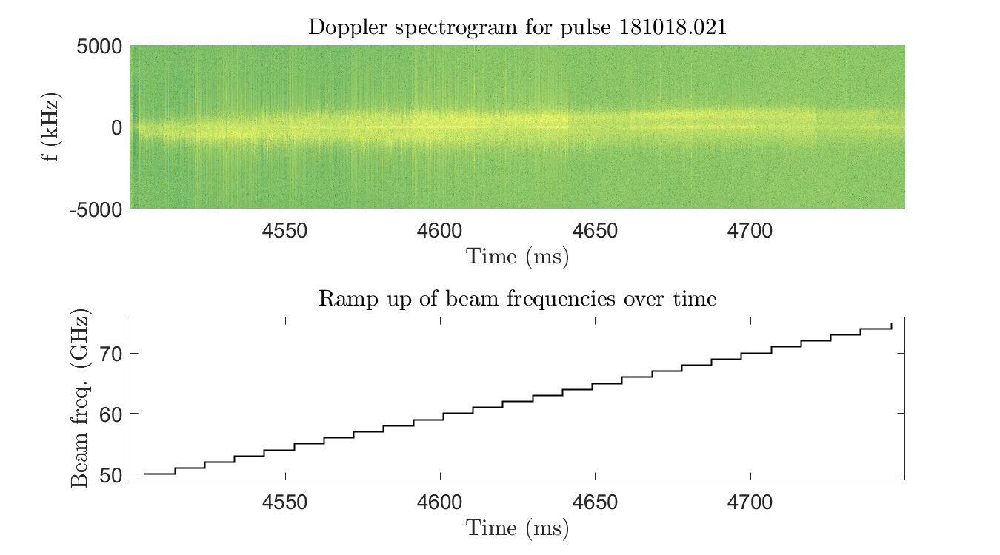 Doppler spectrogram for pulse 181018.021
5000
0
-5000
f (kHz)
4550 4600 4650 4700
Time (ms)
Ramp up of beam frequencies over time
70
60
50
Beam freq. (GHz)
4550 4600 4650 4700
Time (ms)